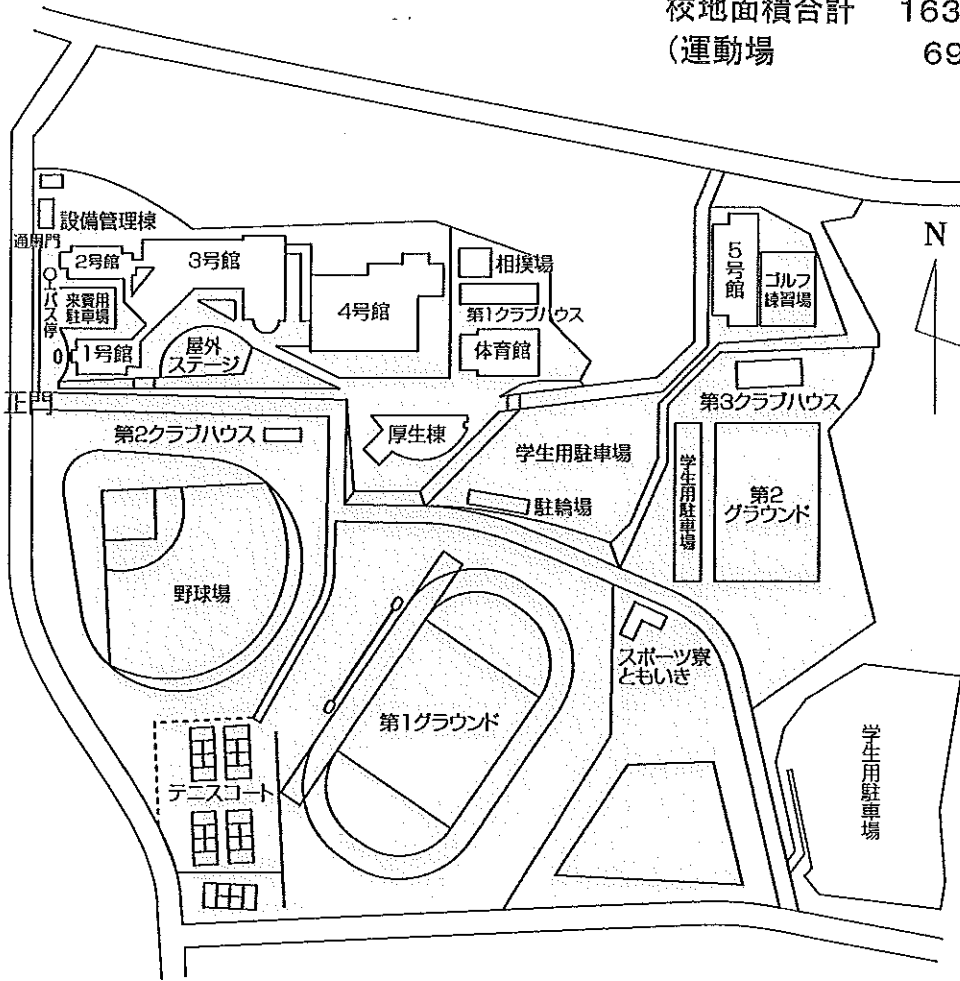 校地面積合計 163
(運動場 69
N
設備管理棟
通用門
2号館
3号館
4号館
相撲場
第1クラブハウス
体育館
5号館
ゴルフ
練習場
バス停
来賓用
駐車場
1号館
屋外
ステージ
正門
第2クラブハウス
厚生棟
学生用駐車場
駐輪場
第3クラブハウス
学生用駐車場
第2
グラウンド
野球場
スポーツ寮
ともいき
第1グラウンド
テニスコート
学生用駐車場